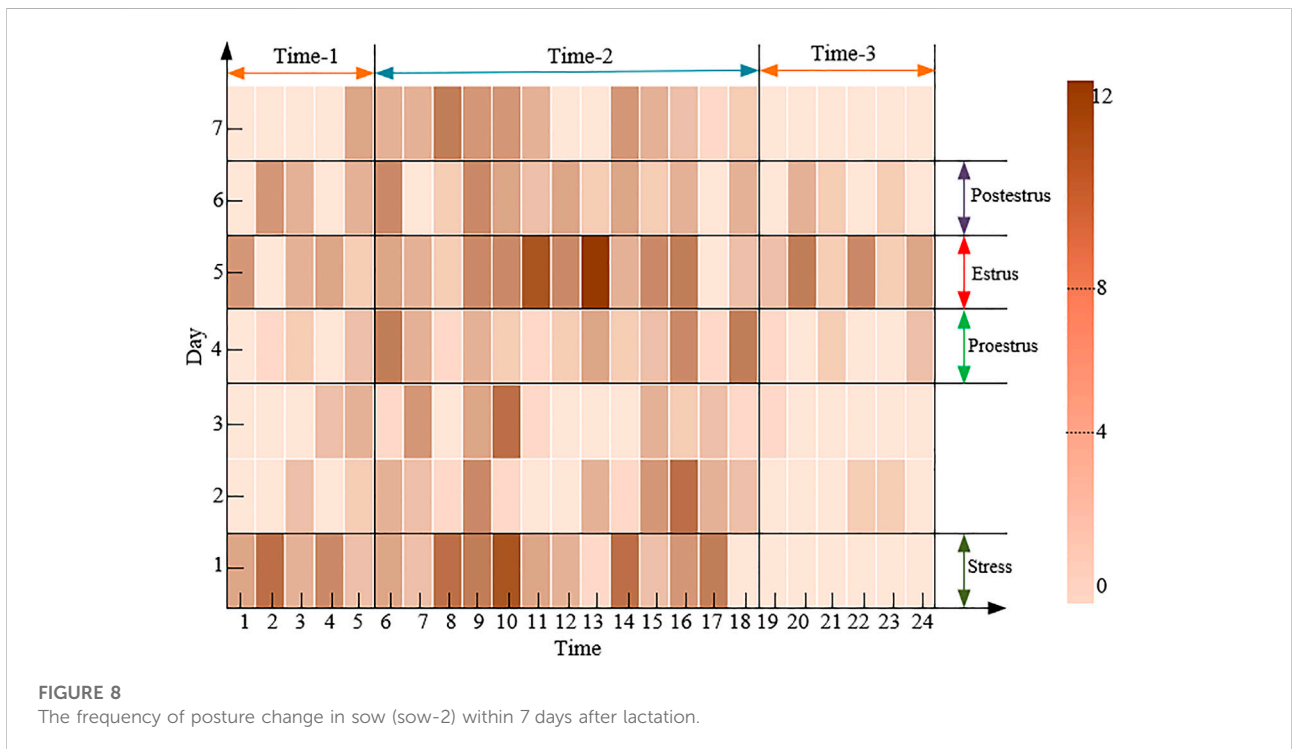 Time-1 Time-2 Time-3
7
6 Postestrus
5 Estrus
4 Proestrus
3
2
1 Stress
Day
1 2 3 4 5 6 7 8 9 10 11 12 13 14 15 16 17 18 19 20 21 22 23 24
Time
12
8
4
0
FIGURE 8
The frequency of posture change in sow (sow-2) within 7 days after lactation.